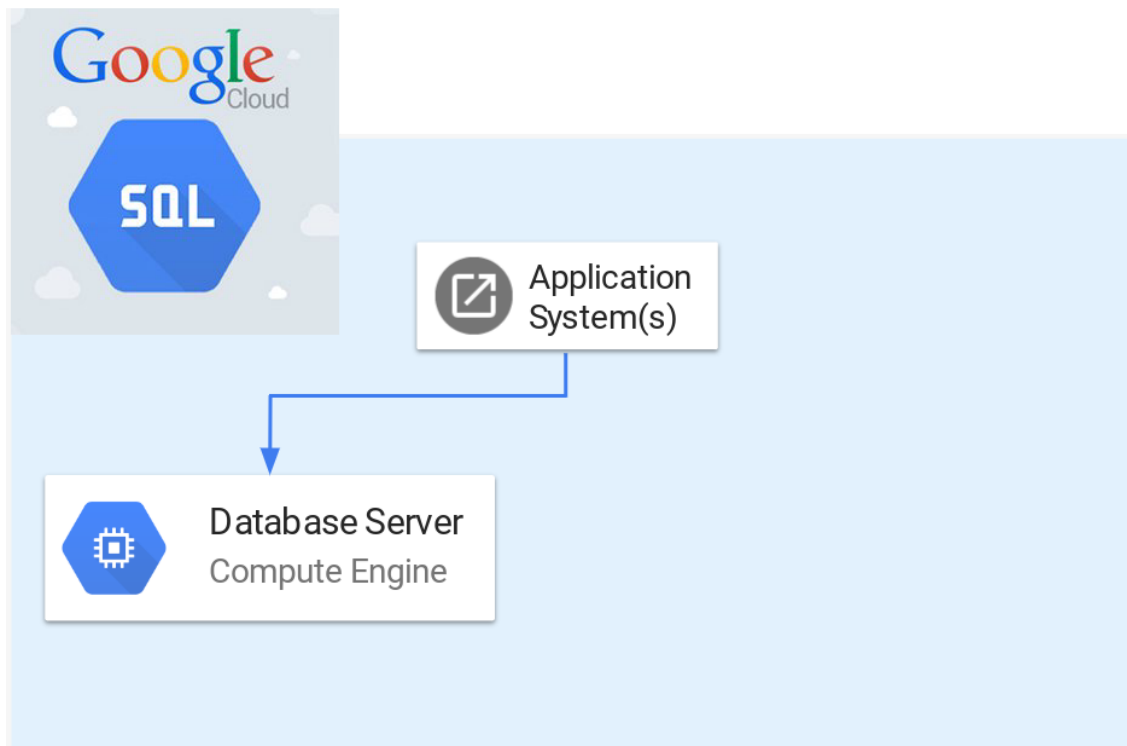 Google
Cloud
SQL
Application
System(s)
Database Server
Compute Engine